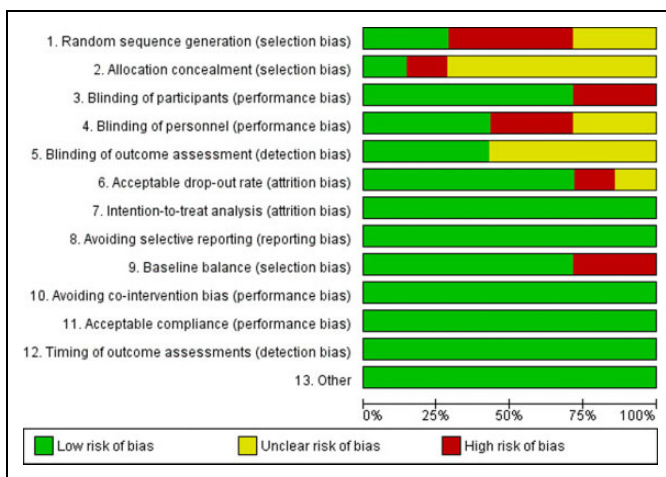 1. Random sequence generation (selection bias)
2. Allocation concealment (selection bias)
3. Blinding of participants (performance bias)
4. Blinding of personnel (performance bias)
5. Blinding of outcome assessment (detection bias)
6. Acceptable drop-out rate (attrition bias)
7. Intention-to-treat analysis (attrition bias)
8. Avoiding selective reporting (reporting bias)
9. Baseline balance (selection bias)
10. Avoiding co-intervention bias (performance bias)
11. Acceptable compliance (performance bias)
12. Timing of outcome assessments (detection bias)
13. Other
0% 25% 50% 75% 100%
Low risk of bias Unclear risk of bias High risk of bias